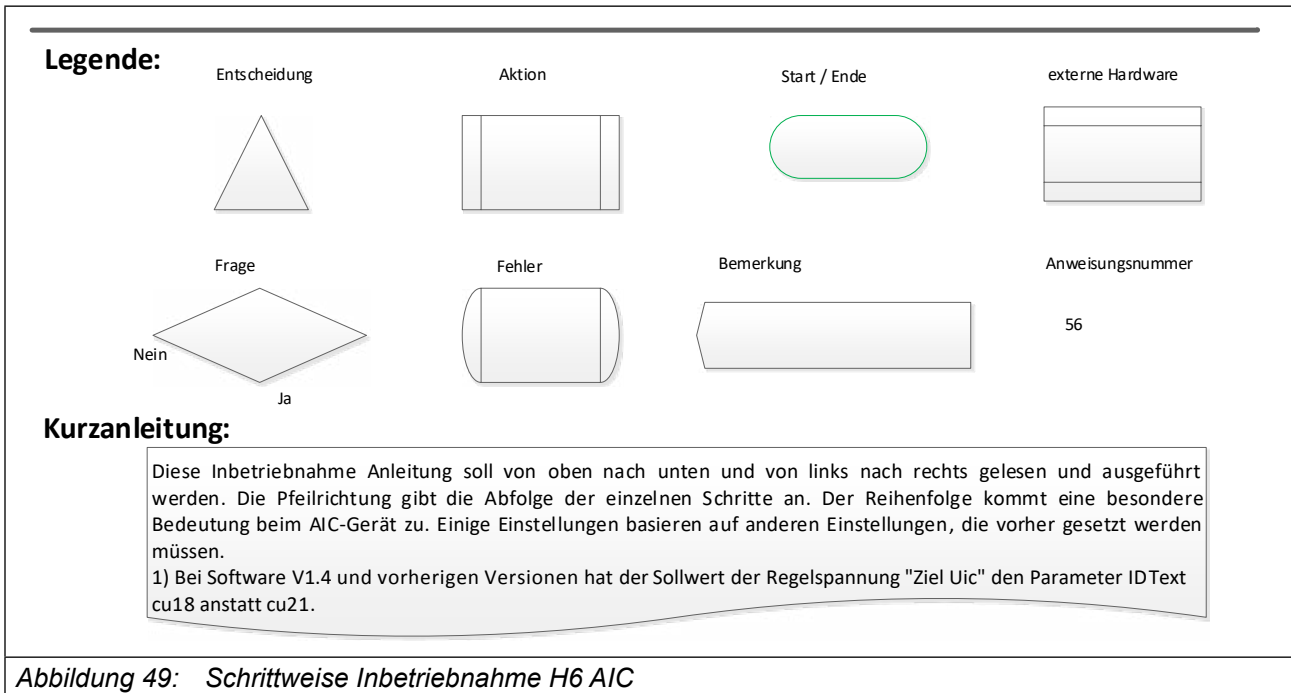 Legende:
Entscheidung
Aktion
Start / Ende
externe Hardware
Frage
Fehler
Bemerkung
Anweisungsnummer
Nein
Ja
56
Kurzanleitung:
Diese Inbetriebnahme Anleitung soll von oben nach unten und von links nach rechts gelesen und ausgeführt
werden. Die Pfeilrichtung gibt die Abfolge der einzelnen Schritte an. Der Reihenfolge kommt eine besondere
Bedeutung beim AIC-Gerät zu. Einige Einstellungen basieren auf anderen Einstellungen, die vorher gesetzt werden
müssen.
1) Bei Software V1.4 und vorherigen Versionen hat der Sollwert der Regelspannung "Ziel Uic" den Parameter IDText
cu18 anstatt cu21.
Abbildung 49: Schrittweise Inbetriebnahme H6 AIC